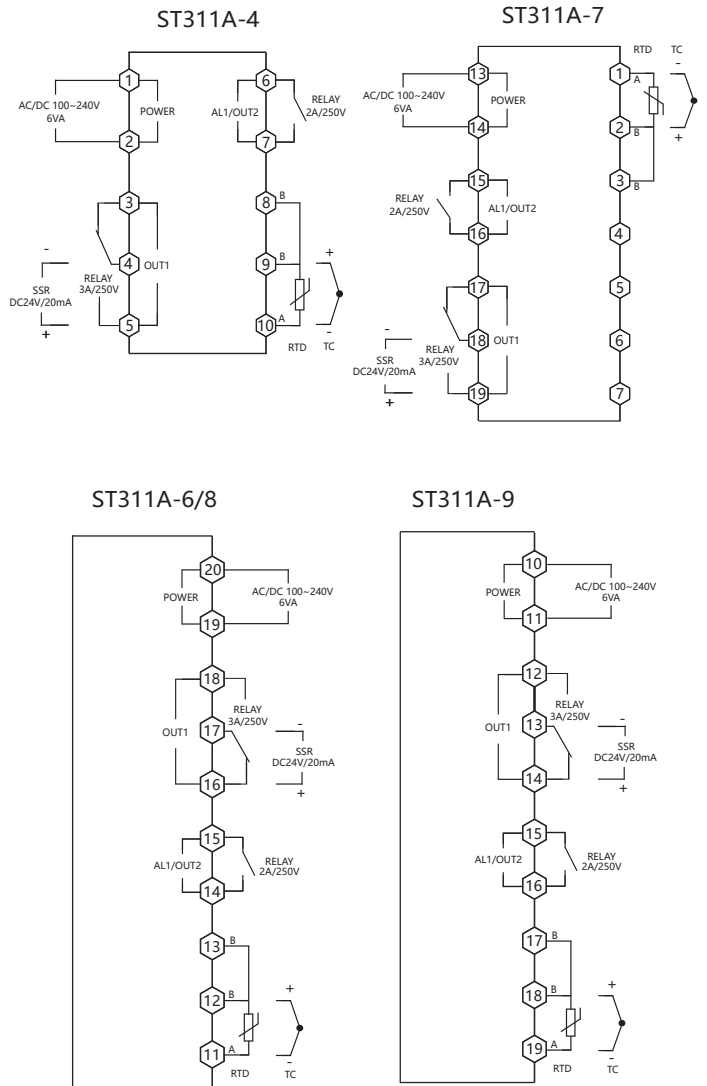 ST311A-4
1
2
3
4
5
6
7
8
9
10
AC/DC 100~240V
6VA
POWER
AL1/OUT2
RELAY
2A/250V
B
B
A
-
SSR
DC24V/20mA
+
RELAY
3A/250V
OUT1
+
-
RTD
TC
ST311A-7
RTD
TC
13
14
15
16
17
18
19
1
2
3
4
5
6
7
AC/DC 100~240V
6VA
POWER
A
B
B
-
+
RELAY
2A/250V
AL1/OUT2
-
SSR
DC24V/20mA
+
RELAY
3A/250V
OUT1
ST311A-6/8
20
19
18
17
16
15
14
13
12
11
POWER
AC/DC 100~240V
6VA
OUT1
RELAY
3A/250V
-
SSR
DC24V/20mA
+
AL1/OUT2
RELAY
2A/250V
B
B
A
+
-
RTD
TC
ST311A-9
10
11
12
13
14
15
16
17
18
19
POWER
AC/DC 100~240V
6VA
OUT1
RELAY
3A/250V
-
SSR
DC24V/20mA
+
AL1/OUT2
RELAY
2A/250V
B
B
A
+
-
RTD
TC